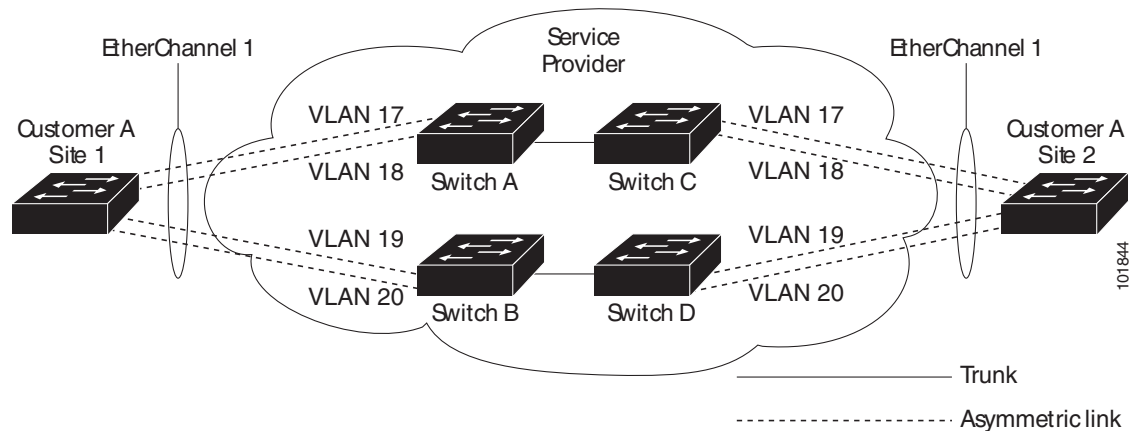 EtherChannel 1
Service
Provider
EtherChannel 1
Customer A
Site 1
VLAN 17
VLAN 18
Switch A
Switch C
VLAN 17
VLAN 18
Customer A
Site 2
VLAN 19
VLAN 20
Switch B
Switch D
VLAN 19
VLAN 20
101844
Trunk
Asymmetric link